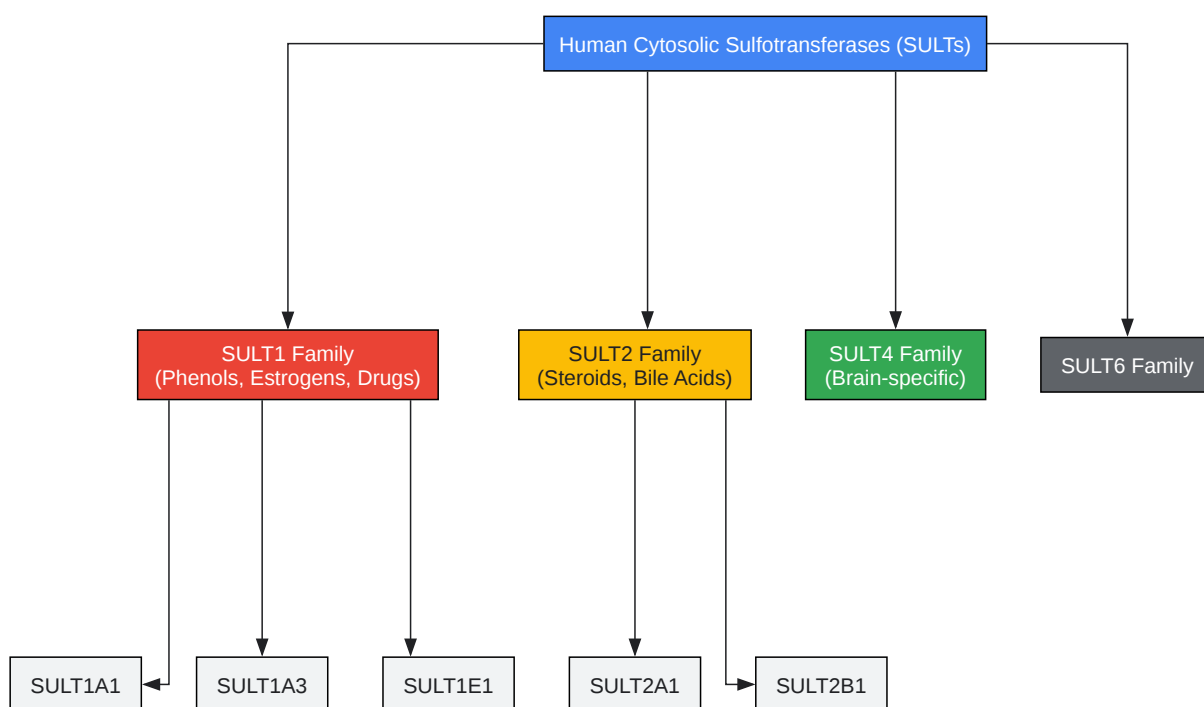 Human Cytosolic Sulfotransferases (SULTs)
SULT1 Family
(Phenols, Estrogens, Drugs)
SULT2 Family
(Steroids, Bile Acids)
SULT4 Family
(Brain-specific)
SULT6 Family
SULT1A1
SULT1A3
SULT1E1
SULT2A1
SULT2B1